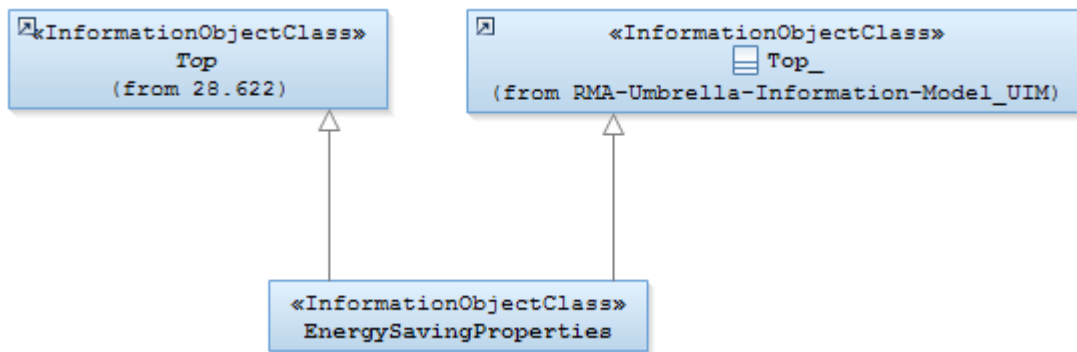 «InformationObjectClass»
Top
(from 28.622)
«InformationObjectClass»
Top_
(from RMA-Umbrella-Information-Model_UIM)
«InformationObjectClass»
EnergySavingProperties